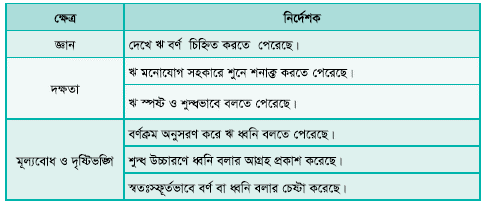 ক্ষেত্র নির্দেশক
জ্ঞান দেখে ঋ বর্ণ চিহ্নিত করতে পেরেছে।
ঋ মনোযোগ সহকারে শুনে শনাক্ত করতে পেরেছে।
দক্ষতা
ঋ স্পষ্ট ও শুদ্ধভাবে বলতে পেরেছে।
বর্ণক্রম অনুসরণ করে ঋ ধ্বনি বলতে পেরেছে।
মূল্যবোধ ও দৃষ্টিভঙ্গি শুদ্ধ উচ্চারণে ধ্বনি বলার আগ্রহ প্রকাশ করেছে।
স্বতঃস্ফূর্তভাবে বর্ণ বা ধ্বনি বলার চেষ্টা করেছে।